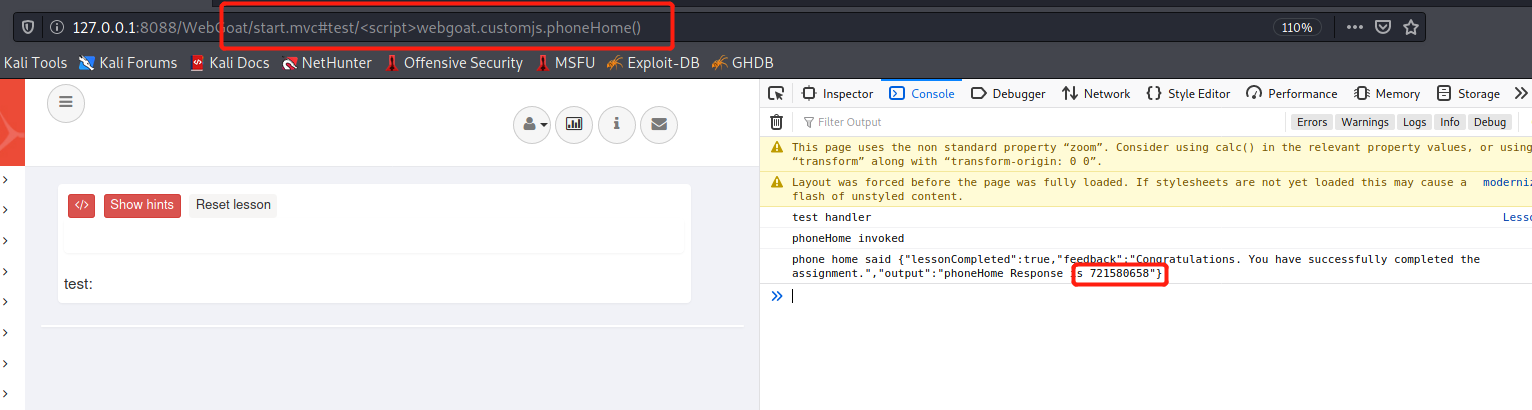 127.0.0.1:8088/WebGoat/start.mvc#test/<script>webgoat.customjs.phoneHome()
110%
Kali Tools Kali Forums Kali Docs NetHunter Offensive Security MSFU Exploit-DB GHDB
Inspector Console Debugger Network Style Editor Performance Memory Storage
Filter Output Errors Warnings Logs Info Debug
This page uses the non standard property “zoom”. Consider using calc() in the relevant property values, or using
“transform” along with “transform-origin: 0 0”.
Layout was forced before the page was fully loaded. If stylesheets are not yet loaded this may cause a
flash of unstyled content.
test handler
phoneHome invoked
phone home said {"lessonCompleted":true,"feedback":"Congratulations. You have successfully completed the
assignment.","output":"phoneHome Response is 721580658"}
Show hints Reset lesson
test: